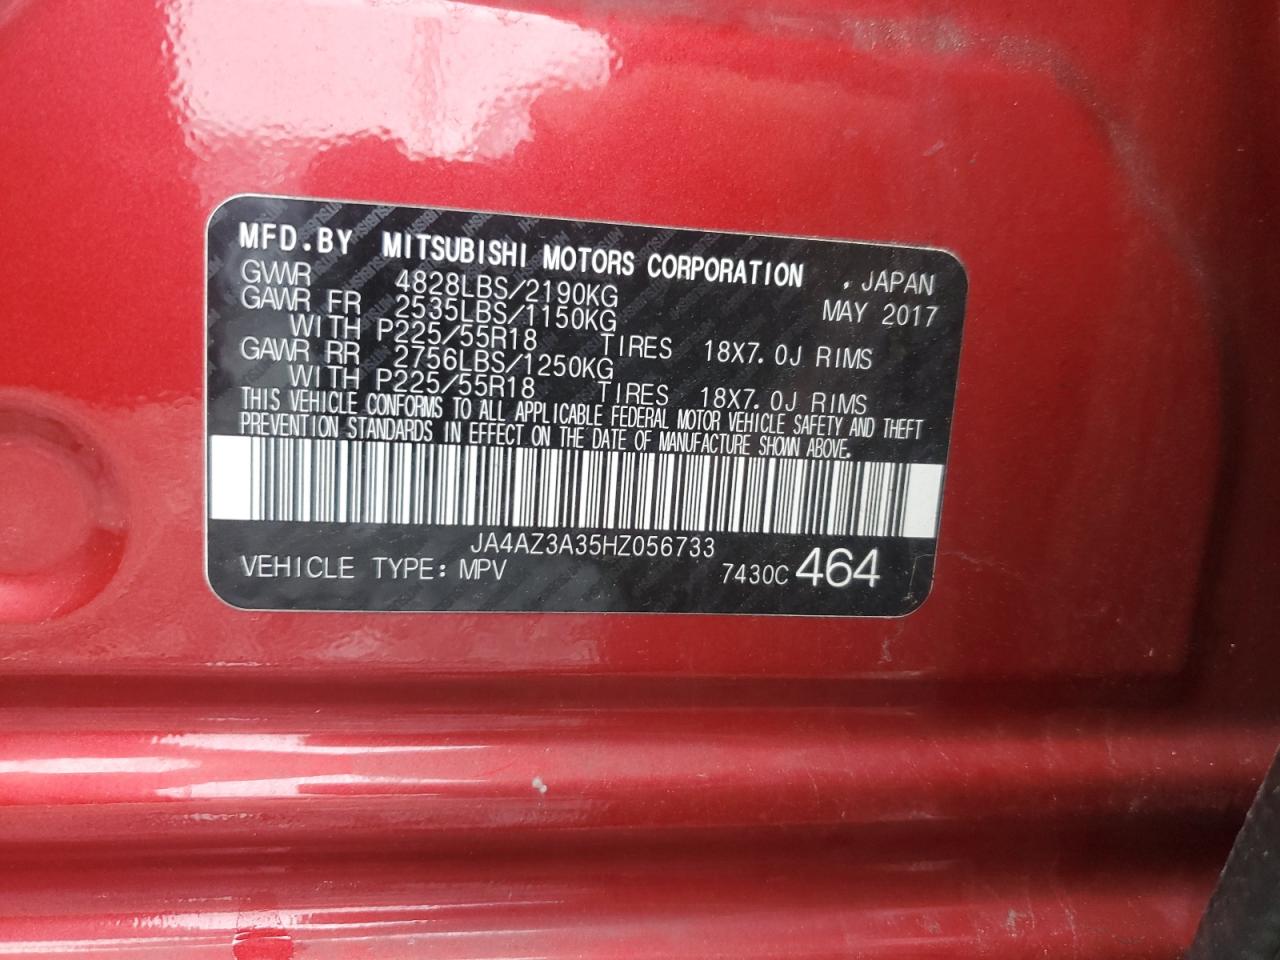 MFD.BY MITSUBISHI MOTORS CORPORATION , JAPAN
GVWR 4828LBS/2190KG MAY 2017
GAWR FR 2535LBS/1150KG
WITH P225/55R18 TIRES 18X7.0J RIMS
GAWR RR 2756LBS/1250KG
WITH P225/55R18 TIRES 18X7.0J RIMS
THIS VEHICLE CONFORMS TO ALL APPLICABLE FEDERAL MOTOR VEHICLE SAFETY AND THEFT
PREVENTION STANDARDS IN EFFECT ON THE DATE OF MANUFACTURE SHOWN ABOVE.
JA4AZ3A35HZ056733
VEHICLE TYPE: MPV 7430C 464